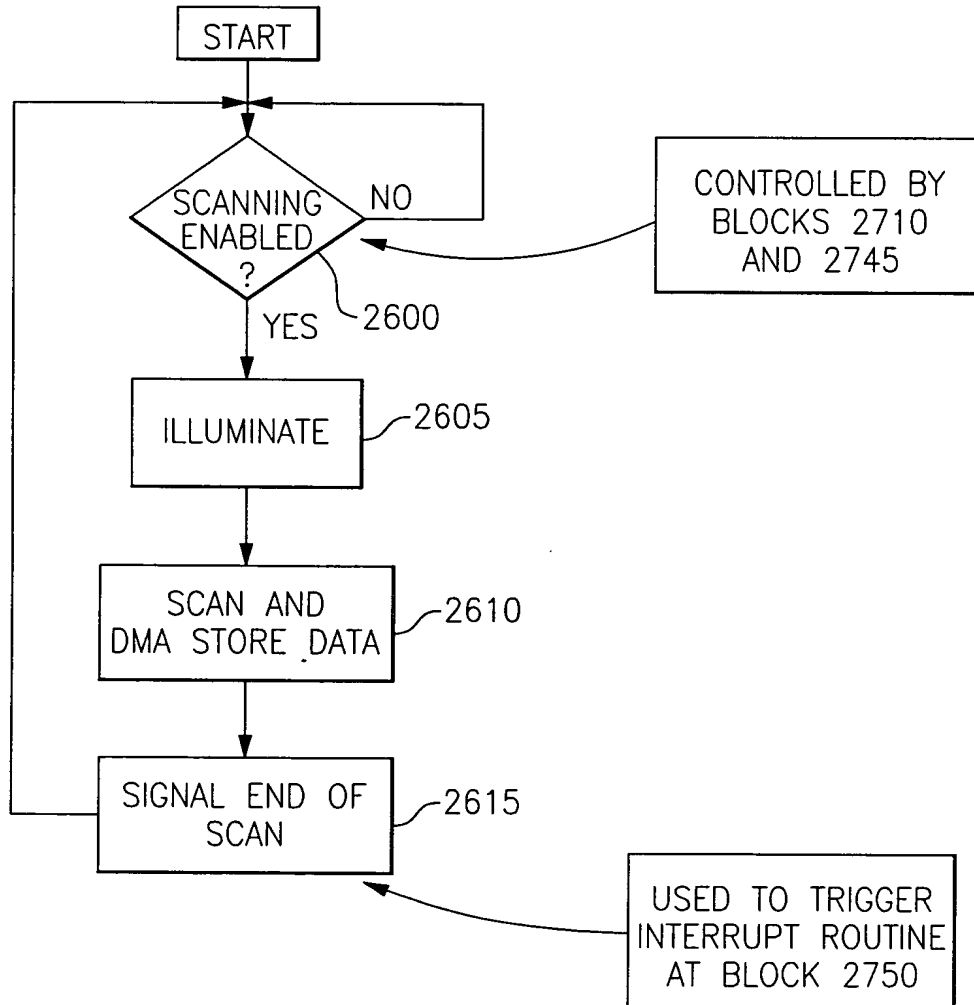 START
SCANNING
ENABLED
?
NO
2600
YES
CONTROLLED BY
BLOCKS 2710
AND 2745
ILLUMINATE
2605
SCAN AND
DMA STORE DATA
2610
SIGNAL END OF
SCAN
2615
USED TO TRIGGER
INTERRUPT ROUTINE
AT BLOCK 2750